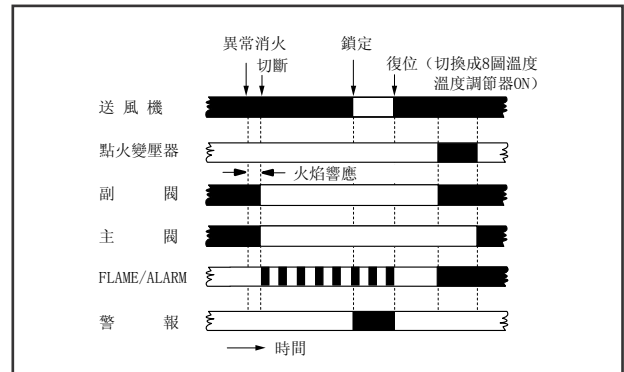 異常消火
鎖定
切斷
復位（切換成8圖溫度
溫度調節器ON）
送風機
點火變壓器
火焰響應
副閥
主閥
FLAME/ALARM
警報
時間